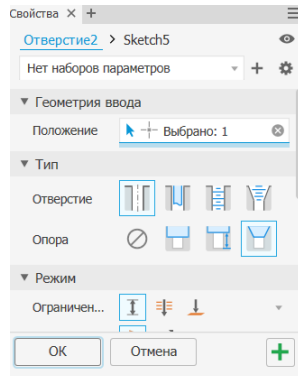 Свойства × +
Отверстие2 > Sketch5
Нет наборов параметров
Геометрия ввода
Положение Выбрано: 1
Тип
Отверстие
Опора
Режим
Ограничен...
ОК Отмена